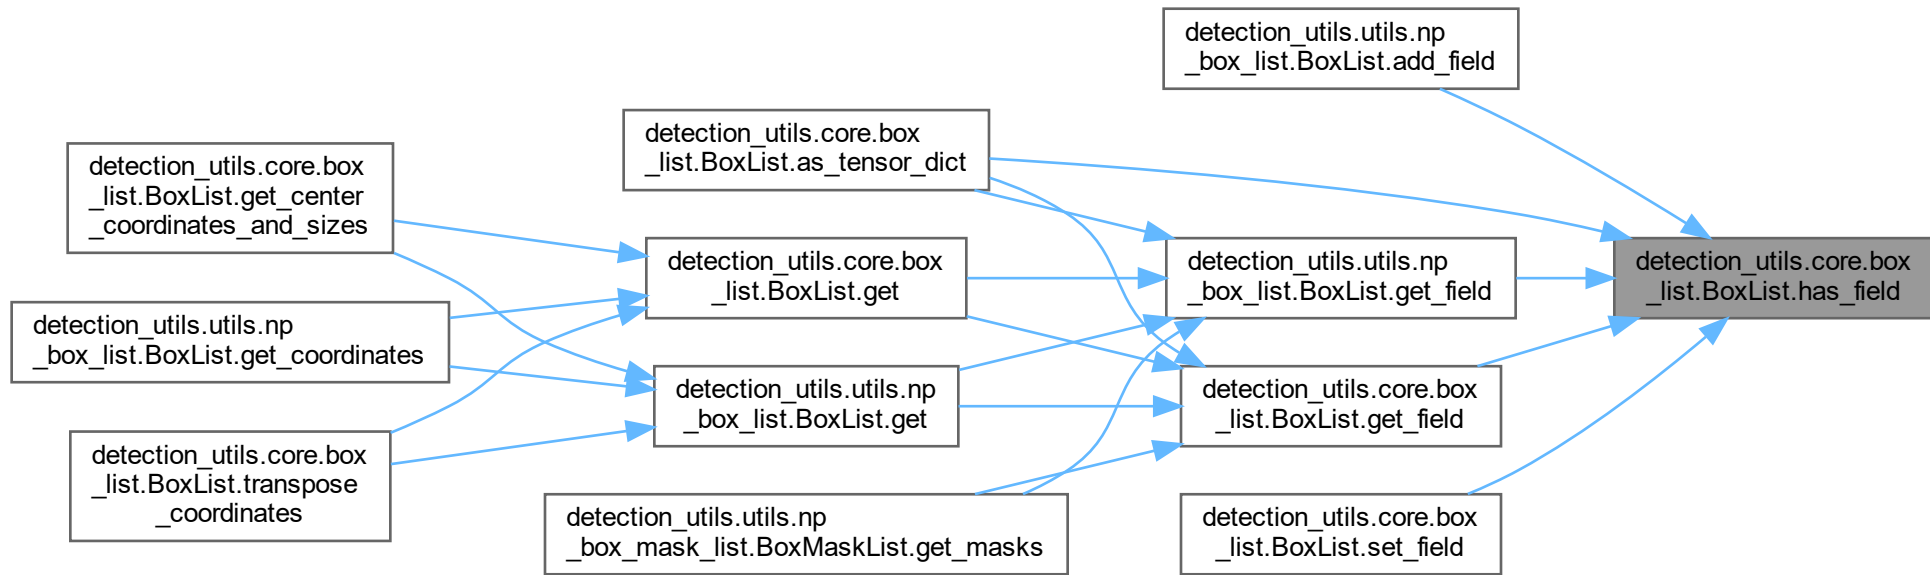 detection_utils.utils.np
_box_list.BoxList.add_field
detection_utils.core.box
_list.BoxList.as_tensor_dict
detection_utils.core.box
_list.BoxList.get_center
_coordinates_and_sizes
detection_utils.core.box
_list.BoxList.get
detection_utils.utils.np
_box_list.BoxList.get_field
detection_utils.core.box
_list.BoxList.has_field
detection_utils.utils.np
_box_list.BoxList.get_coordinates
detection_utils.utils.np
_box_list.BoxList.get
detection_utils.core.box
_list.BoxList.get_field
detection_utils.core.box
_list.BoxList.transpose
_coordinates
detection_utils.utils.np
_box_mask_list.BoxMaskList.get_masks
detection_utils.core.box
_list.BoxList.set_field